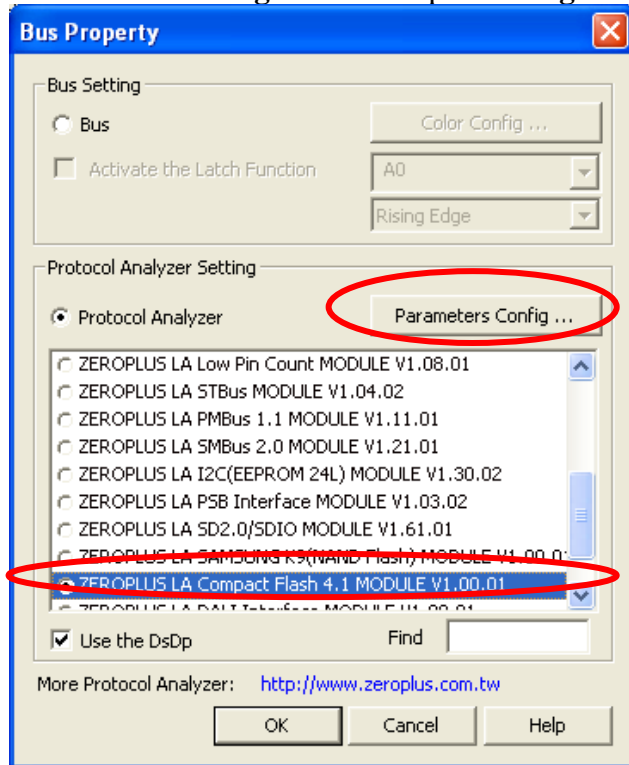 Bus Property
Bus Setting
Bus
Color Config ...
Activate the Latch Function
A0
Rising Edge
Protocol Analyzer Setting
Protocol Analyzer
Parameters Config ...
ZEROPLUS LA Low Pin Count MODULE V1.08.01
ZEROPLUS LA STBus MODULE V1.04.02
ZEROPLUS LA PMBus 1.1 MODULE V1.11.01
ZEROPLUS LA SMBus 2.0 MODULE V1.21.01
ZEROPLUS LA I2C(EEPROM 24L) MODULE V1.30.02
ZEROPLUS LA PSB Interface MODULE V1.03.02
ZEROPLUS LA SD2.0/SDIO MODULE V1.61.01
ZEROPLUS LA SAMSUNG K9(NAND Flash) MODULE V1.00.0
ZEROPLUS LA Compact Flash 4.1 MODULE V1.00.01
ZEROPLUS LA DALI Interface MODULE
Use the DsDp
Find
More Protocol Analyzer: http://www.zeroplus.com.tw
OK
Cancel
Help